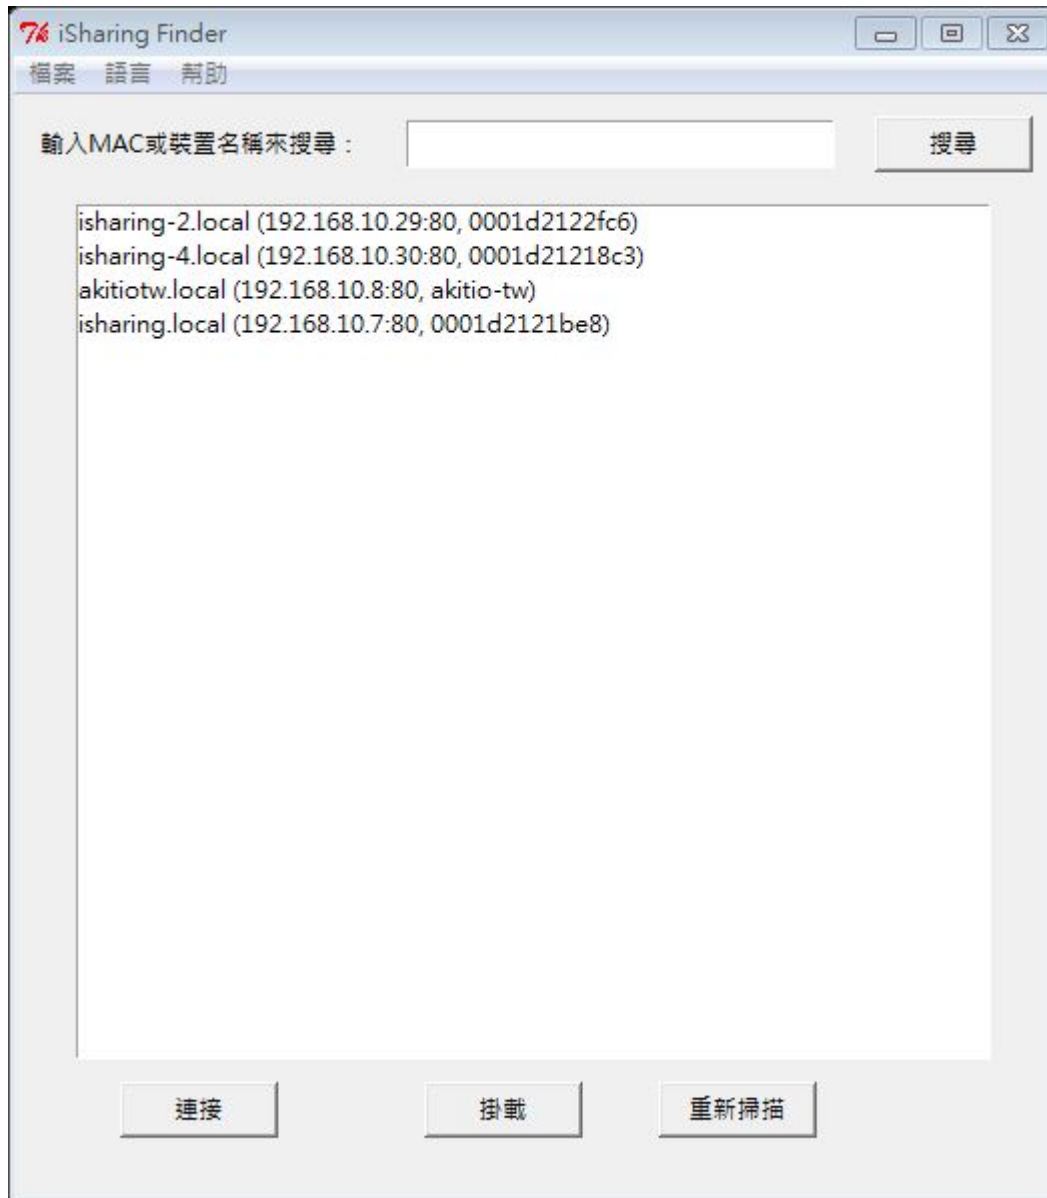 iSharing Finder
檔案 語言 幫助
輸入MAC或裝置名稱來搜尋：
搜尋
isharing-2.local (192.168.10.29:80, 0001d2122fc6)
isharing-4.local (192.168.10.30:80, 0001d21218c3)
akitiotw.local (192.168.10.8:80, akitio-tw)
isharing.local (192.168.10.7:80, 0001d2121be8)
連接 掛載 重新掃描